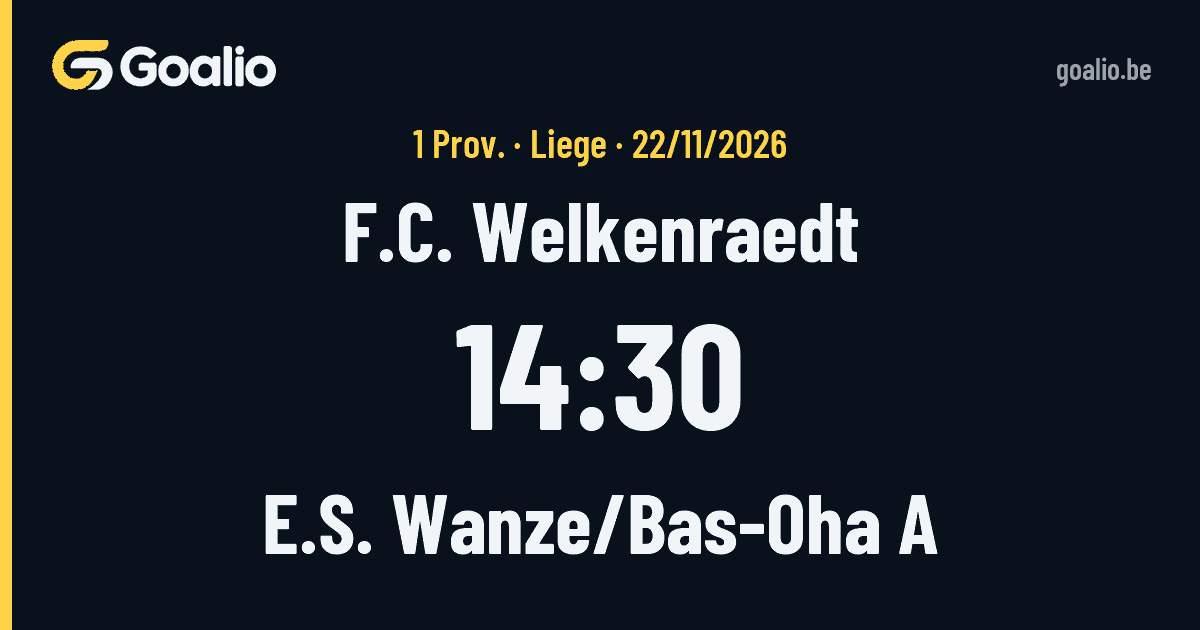 Goalio
goalio.be
1 Prov. · Liege · 22/11/2026
F.C. Welkenraedt
14:30
E.S. Wanze/Bas-Oha A